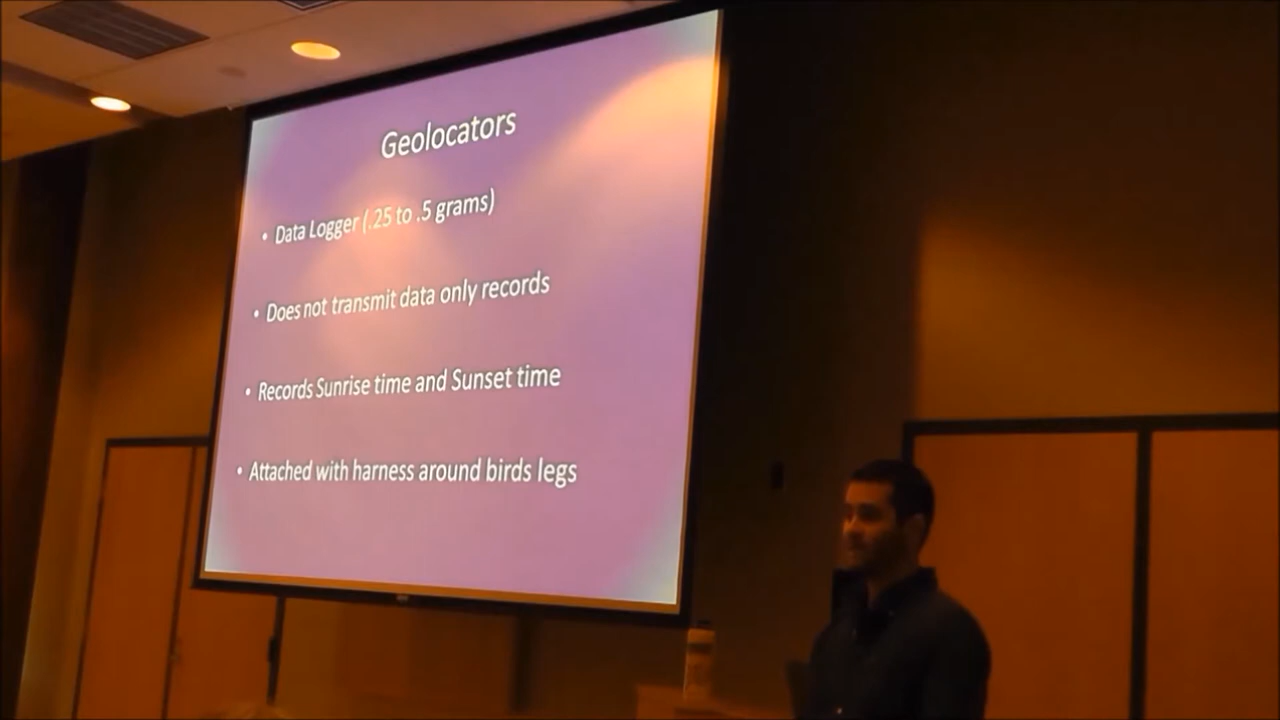 Geolocators
• Data Logger (.25 to .5 grams)
• Does not transmit data only records
• Records Sunrise time and Sunset time
• Attached with harness around birds legs